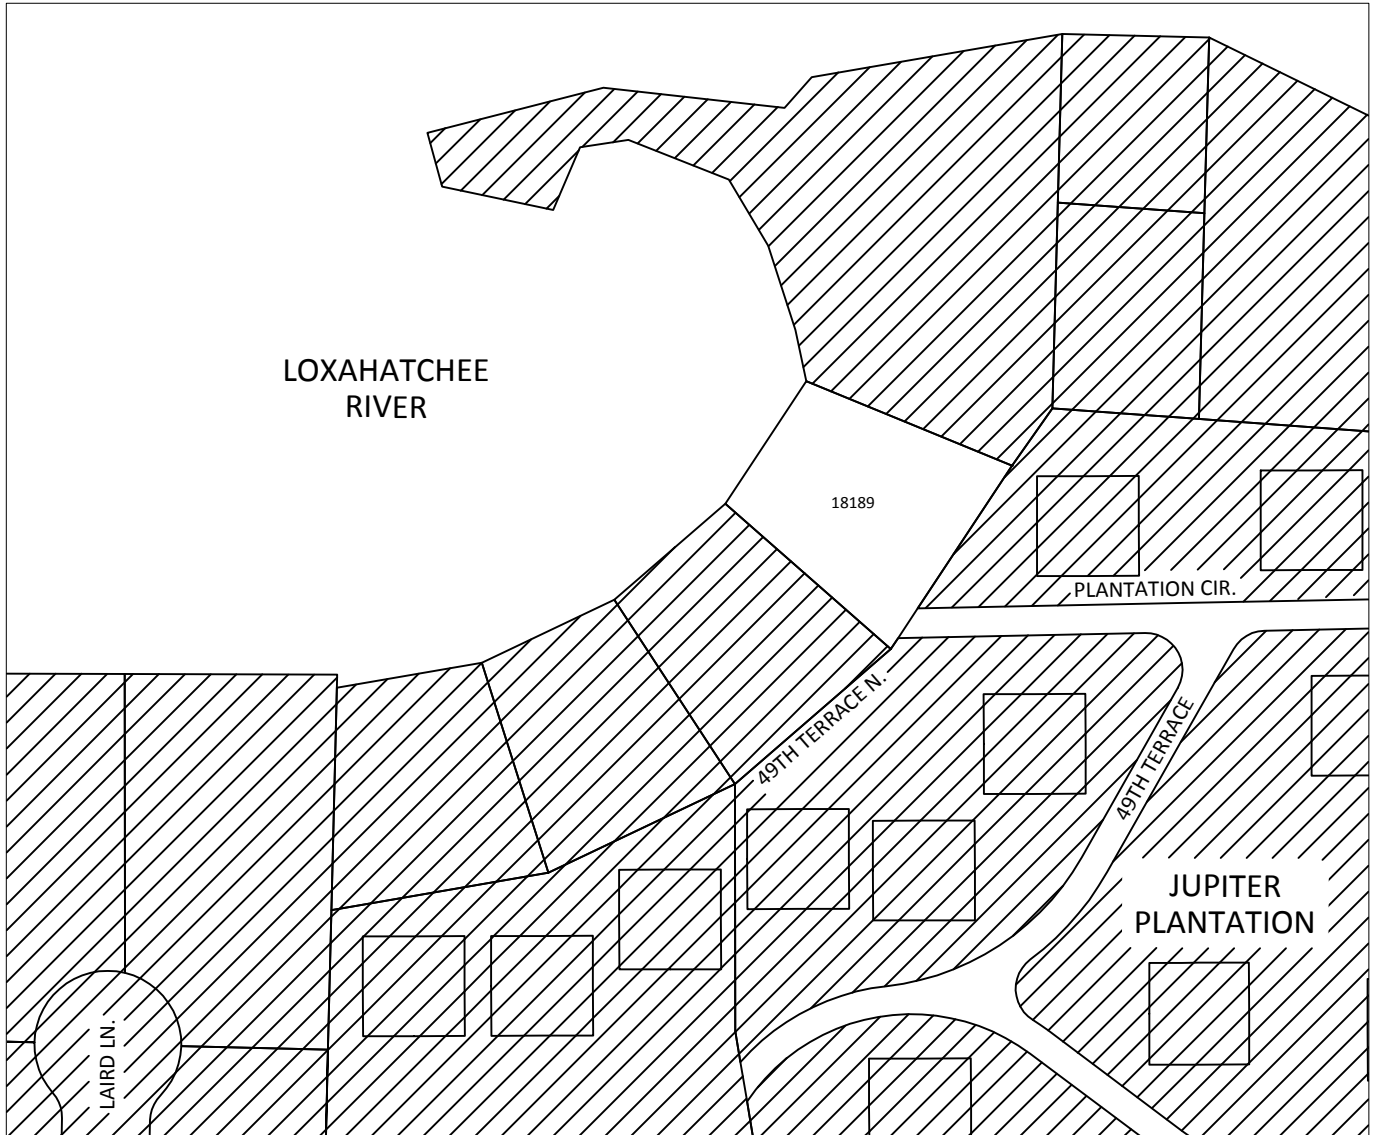 LOXAHATCHEE
RIVER
18189
PLANTATION CIR.
49TH TERRACE N.
49TH TERRACE
JUPITER
PLANTATION
LAIRD LN.